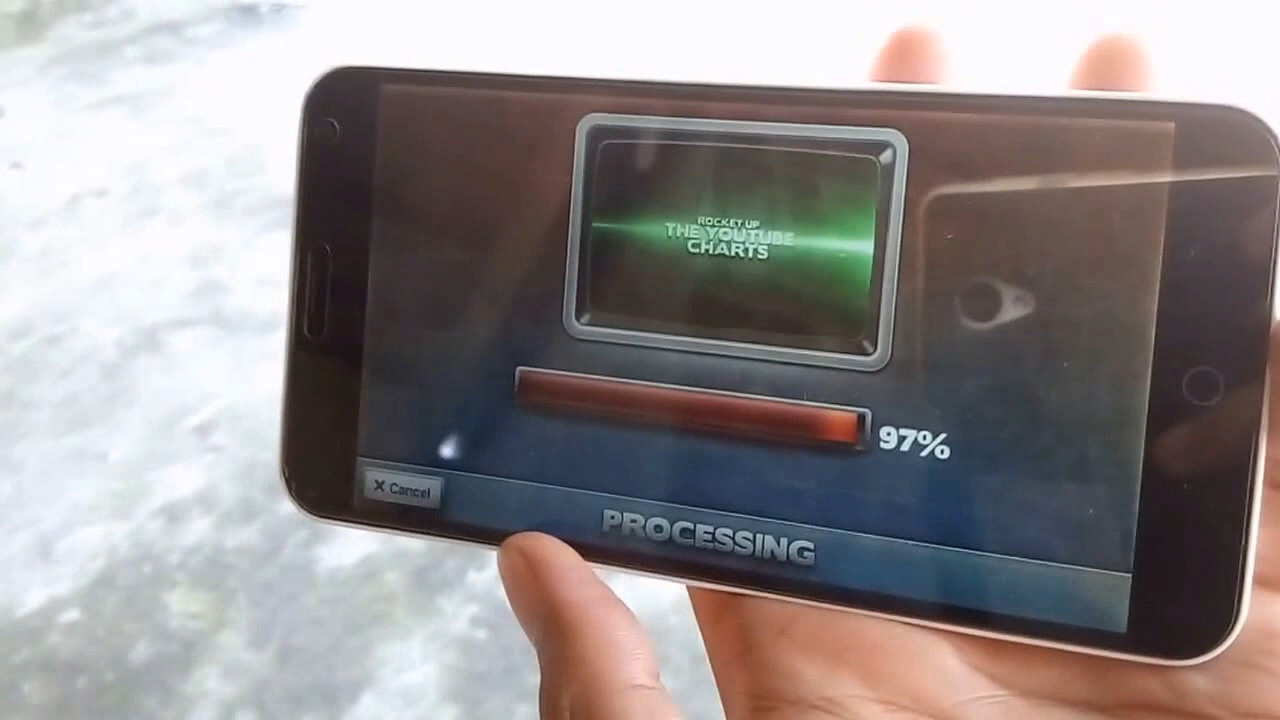 ROCKET UP
THE YOUTUBE
CHARTS
97%
X Cancel
PROCESSING